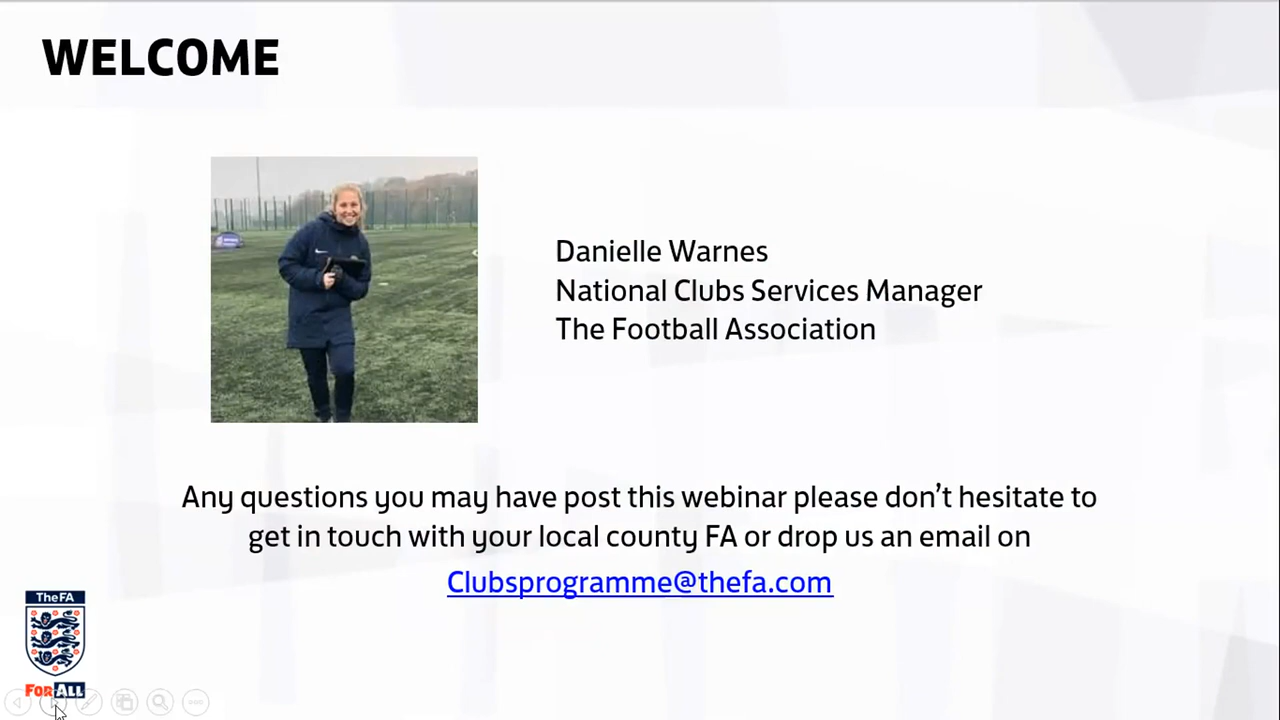 WELCOME
Danielle Warnes
National Clubs Services Manager
The Football Association
Any questions you may have post this webinar please don't hesitate to
get in touch with your local county FA or drop us an email on
Clubsprogramme@thefa.com
The FA
FOR ALL